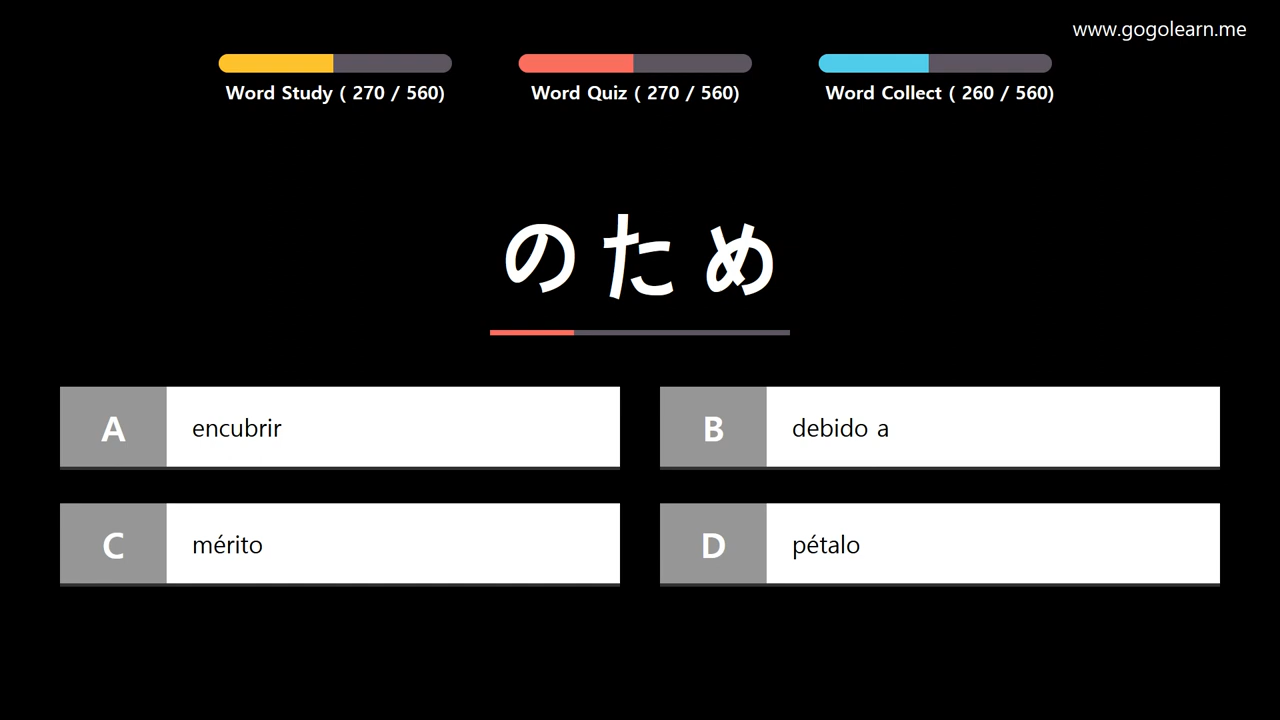 www.gogolearn.me
Word Study ( 270 / 560)
Word Quiz ( 270 / 560)
Word Collect ( 260 / 560)
のため
A encubrir
B debido a
C mérito
D pétalo